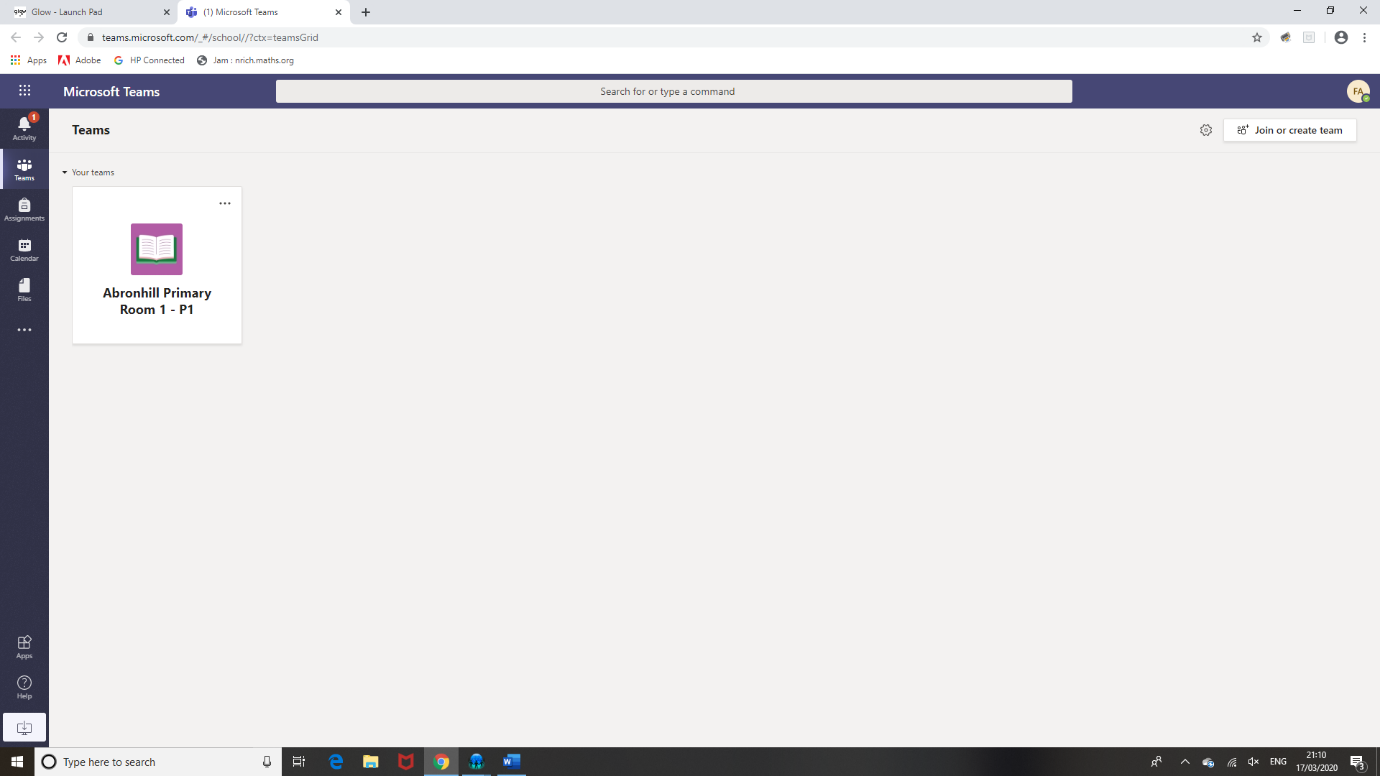 Glow - Launch Pad
(1) Microsoft Teams
teams.microsoft.com/_#/school//?ctx=teamsGrid
Apps
Adobe
HP Connected
Jam : nrich.maths.org
Microsoft Teams
Search for or type a command
FA
1
Activity
Teams
Assignments
Calendar
Files
Apps
Help
Teams
Join or create team
Your teams
Abronhill Primary
Room 1 - P1
Type here to search
ENG
21:10
17/03/2020
3